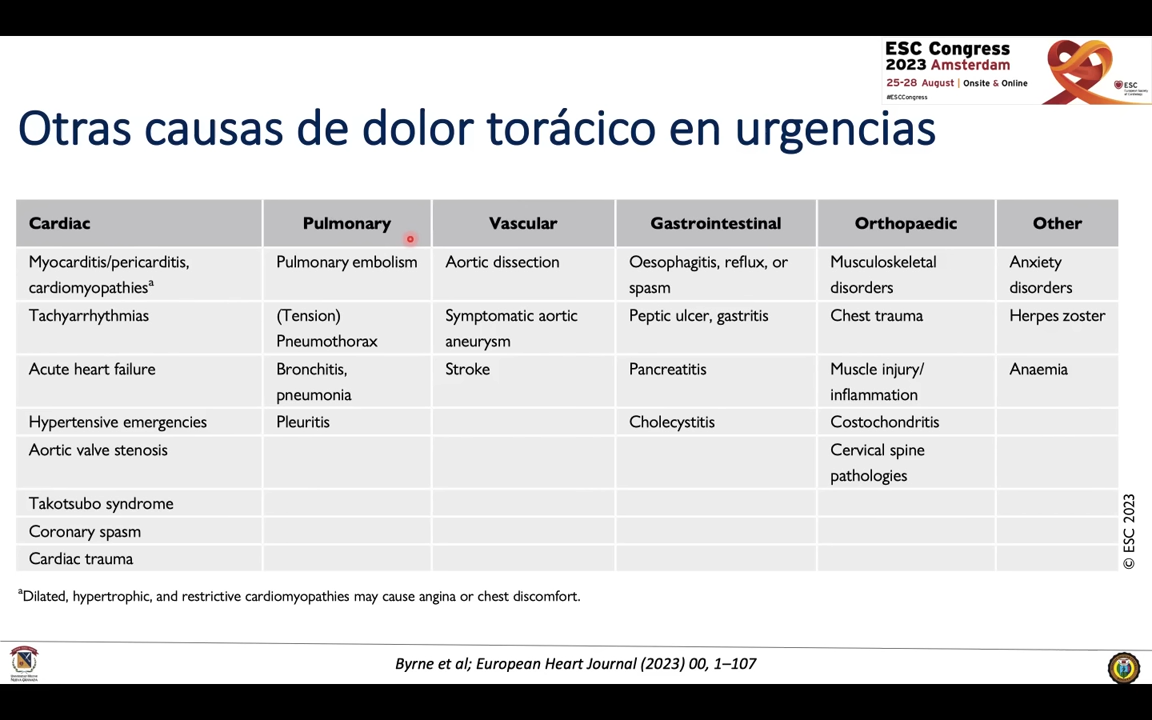 ESC Congress
2023 Amsterdam
25-28 August | Onsite & Online
#ESCCongress
ESC
Otras causas de dolor torácico en urgencias
Cardiac Pulmonary Vascular Gastrointestinal Orthopaedic Other
Myocarditis/pericarditis, Pulmonary embolism Aortic dissection Oesophagitis, reflux, or Musculoskeletal Anxiety
cardiomyopathiesᵃ spasm disorders disorders
Tachyarrhythmias (Tension) Symptomatic aortic Peptic ulcer, gastritis Chest trauma Herpes zoster
Pneumothorax aneurysm
Acute heart failure Bronchitis, Stroke Pancreatitis Muscle injury/ Anaemia
pneumonia inflammation
Hypertensive emergencies Pleuritis Cholecystitis Costochondritis
Aortic valve stenosis Cervical spine
pathologies
Takotsubo syndrome
Coronary spasm
Cardiac trauma
© ESC 2023
ᵃDilated, hypertrophic, and restrictive cardiomyopathies may cause angina or chest discomfort.
Byrne et al; European Heart Journal (2023) 00, 1–107